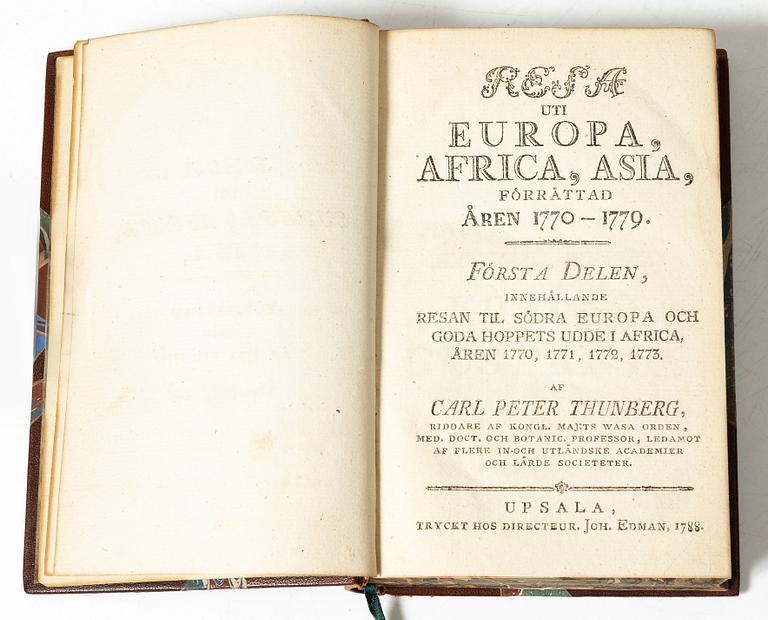 RESA
UTI
EUROPA,
AFRICA, ASIA,
FÖRRÄTTAD
ÅREN 1770-1779.
FÖRSTA DELEN,
INNEHÅLLANDE
RESAN TIL SÖDRA EUROPA OCH
GODA HOPPETS UDDE I AFRICA,
ÅREN 1770, 1771, 1772, 1773.
AF
CARL PETER THUNBERG,
RIDDARE AF KONGL. MAJ:TS WASA ORDEN,
MED. DOCT. OCH BOTANIC. PROFESSOR, LEDAMOT
AF FLERE IN-OCH UTLÄNDSKE ACADEMIER
OCH LÄRDE SOCIETETER.
UPSALA,
TRYCKT HOS DIRECTEUR. JOH. EDMAN, 1788.